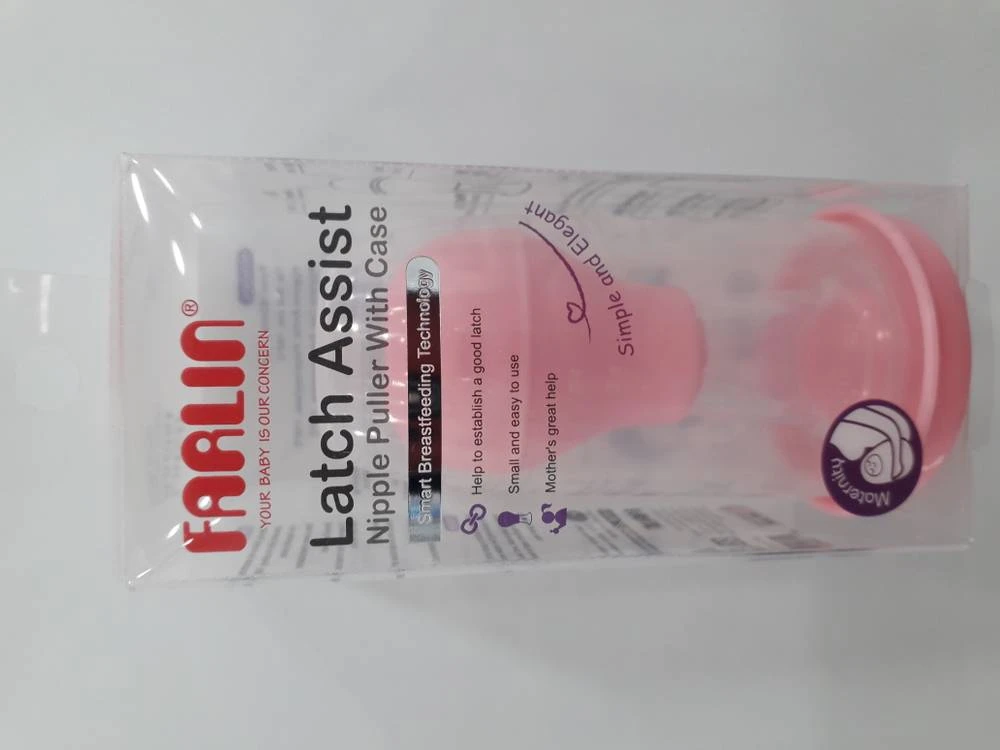 FARLIN®
YOUR BABY IS OUR CONCERN
Latch Assist
Nipple Puller With Case
Smart Breastfeeding Technology
Help to establish a good latch
Small and easy to use
Mother's great help
Simple and Elegant
Maternity